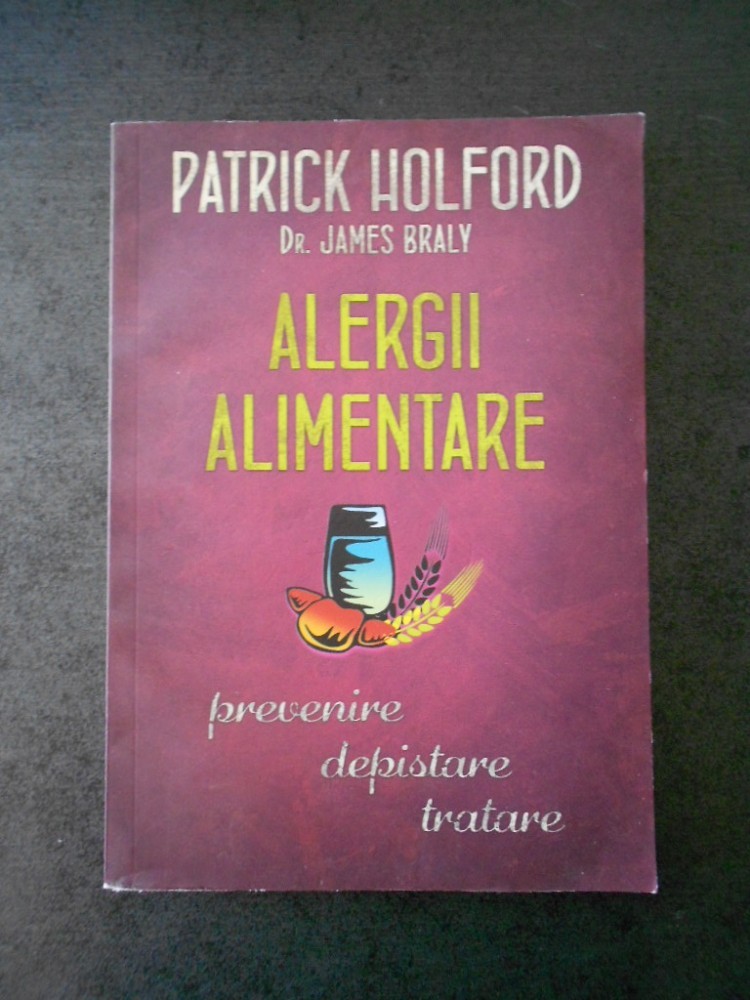 PATRICK HOLFORD
DR. JAMES BRALY
ALERGII
ALIMENTARE
prevenire
depistare
tratare